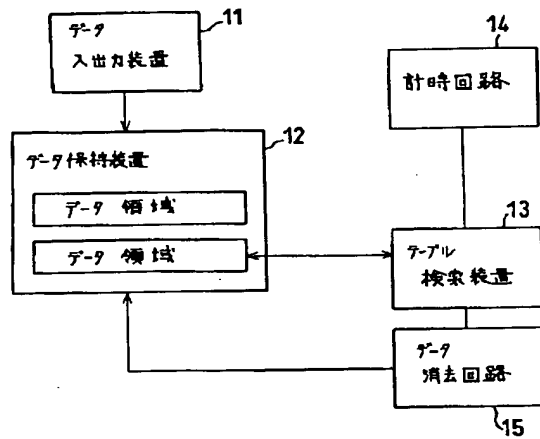 11
データ
入出力装置
14
計時回路
12
データ保持装置
データ 領域
データ 領域
13
テーブル
検索装置
データ
消去回路
15